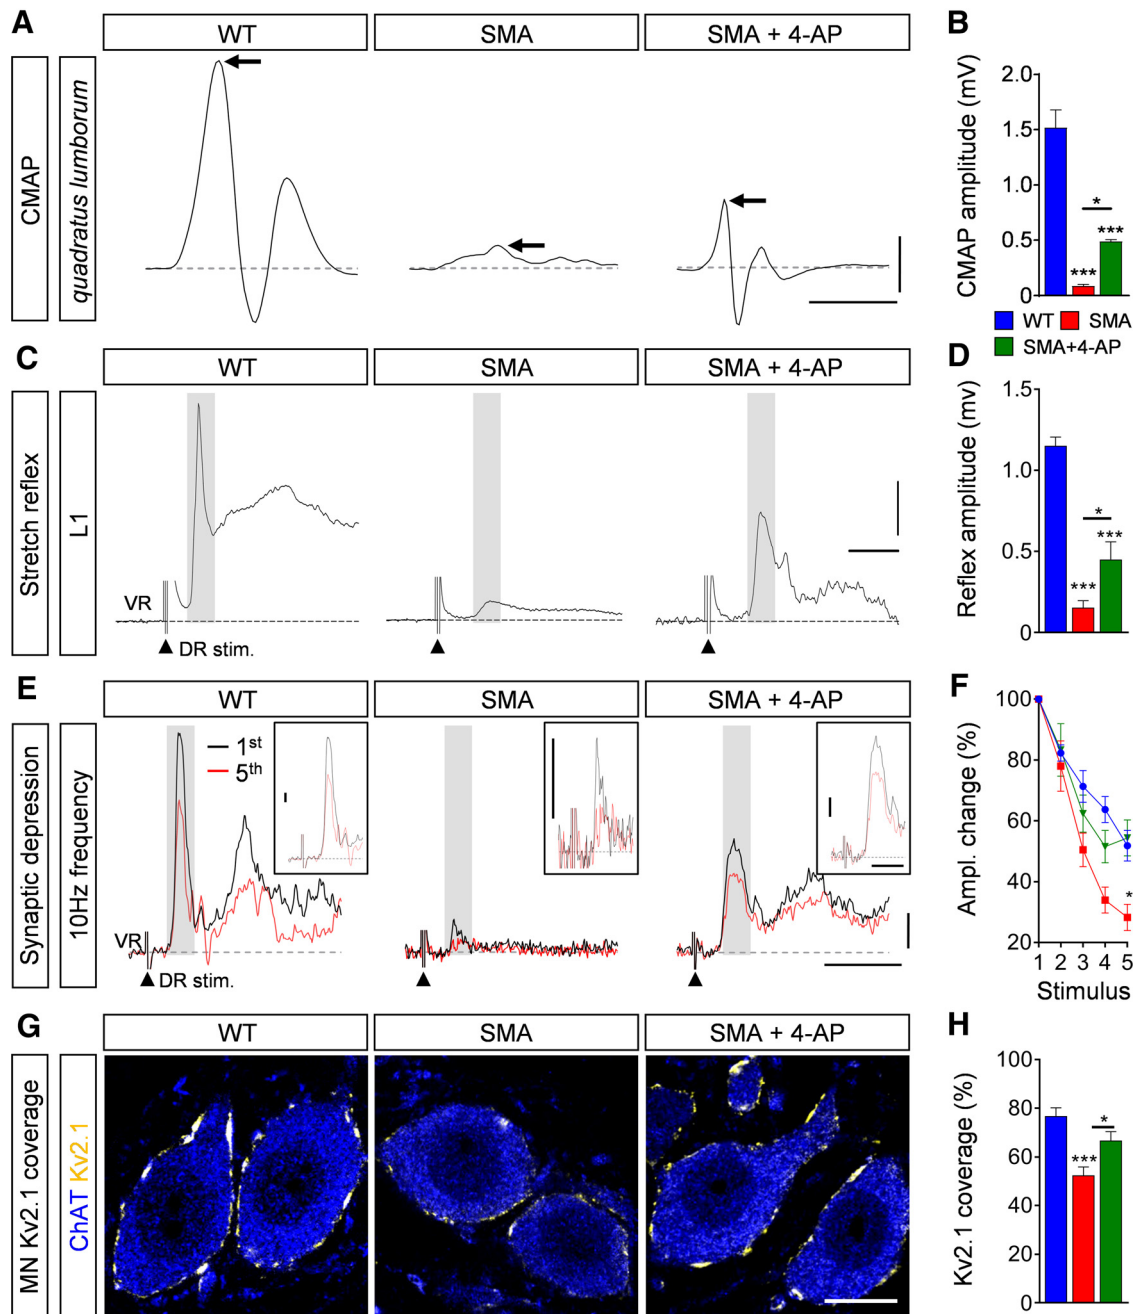 A
WT
SMA
SMA + 4-AP
CMAP
quadratus lumborum
B
CMAP amplitude (mV)
2.0
1.5
1.0
0.5
0
*
***
***
WT
SMA
SMA+4-AP
C
WT
SMA
SMA + 4-AP
Stretch reflex
L1
VR
DR stim.
D
Reflex amplitude (mv)
1.5
1.0
0.5
0
*
***
***
E
WT
SMA
SMA + 4-AP
Synaptic depression
10Hz frequency
1st
5th
VR
DR stim.
F
Ampl. change (%)
100
80
60
40
20
*
1 2 3 4 5
Stimulus
G
WT
SMA
SMA + 4-AP
MN Kv2.1 coverage
ChAT Kv2.1
H
Kv2.1 coverage (%)
100
80
60
40
20
0
*
***